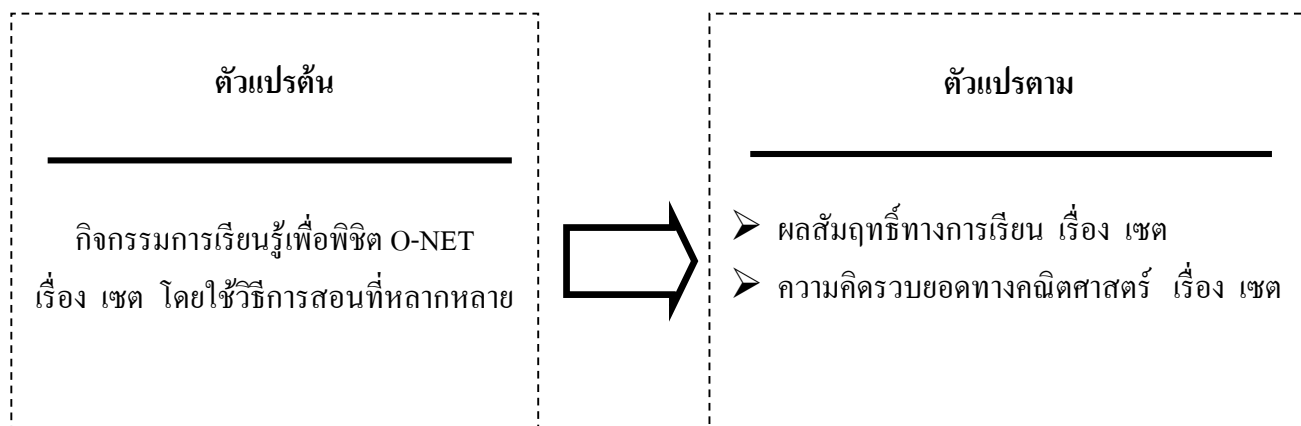 ตัวแปรต้น
กิจกรรมการเรียนรู้เพื่อพิชิต O-NET
เรื่อง เซต โดยใช้วิธีการสอนที่หลากหลาย
ตัวแปรตาม
ผลสัมฤทธิ์ทางการเรียน เรื่อง เซต
ความคิดรวบยอดทางคณิตศาสตร์ เรื่อง เซต